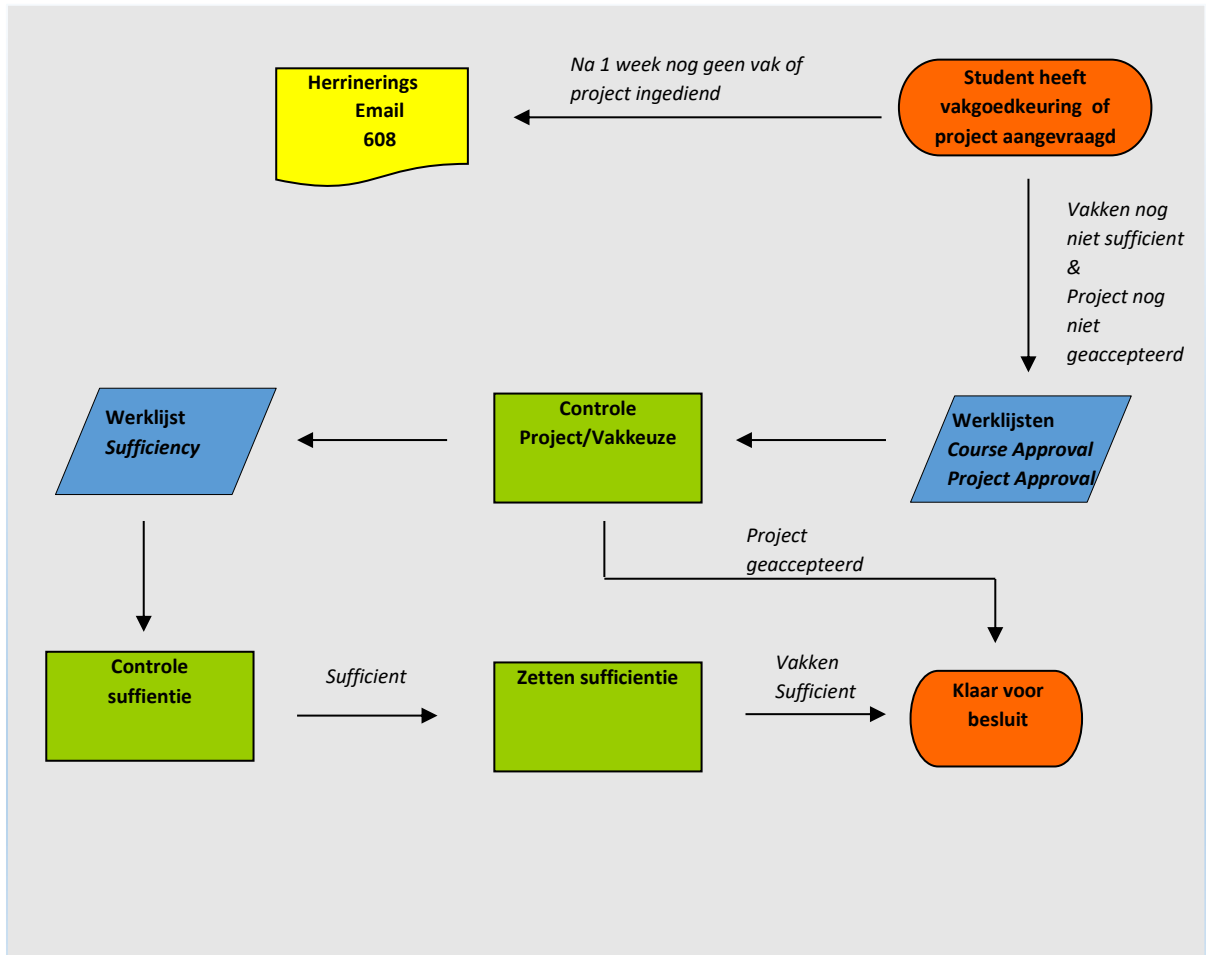 Herrinerings
Email
608
Na 1 week nog geen vak of
project ingediend
Student heeft
vakgoedkeuring of
project aangevraagd
Vakken nog
niet sufficient
&
Project nog
niet
geaccepteerd
Werklijst
Sufficiency
Controle
Project/Vakkeuze
Werklijsten
Course Approval
Project Approval
Project
geaccepteerd
Controle
suffientie
Sufficient
Zetten sufficientie
Vakken
Sufficient
Klaar voor
besluit